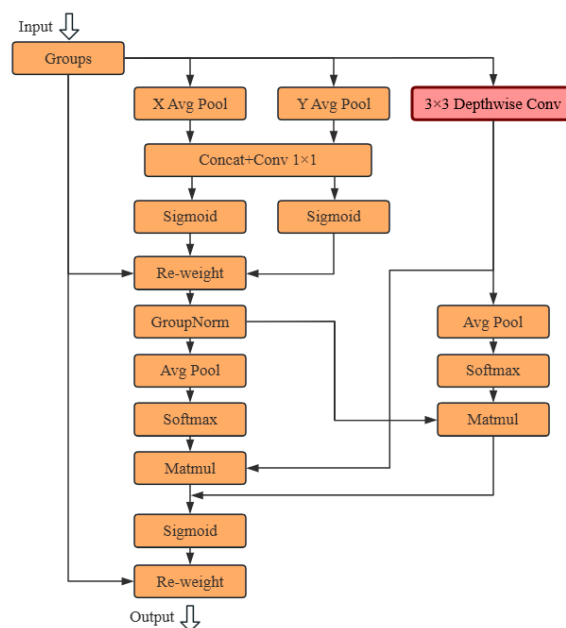 Input
Groups
X Avg Pool
Y Avg Pool
3×3 Depthwise Conv
Concat+Conv 1×1
Sigmoid
Sigmoid
Re-weight
GroupNorm
Avg Pool
Avg Pool
Softmax
Softmax
Matmul
Matmul
Sigmoid
Re-weight
Output